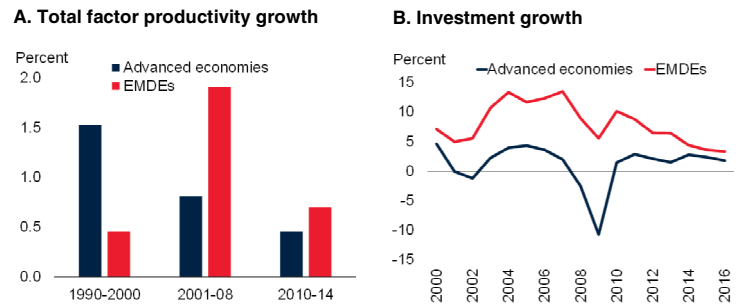 A. Total factor productivity growth
Percent
Advanced economies
EMDEs
2.0
1.5
1.0
0.5
0.0
1990-2000 2001-08 2010-14
B. Investment growth
Percent
Advanced economies EMDEs
15
10
5
0
-5
-10
-15
2000 2002 2004 2006 2008 2010 2012 2014 2016